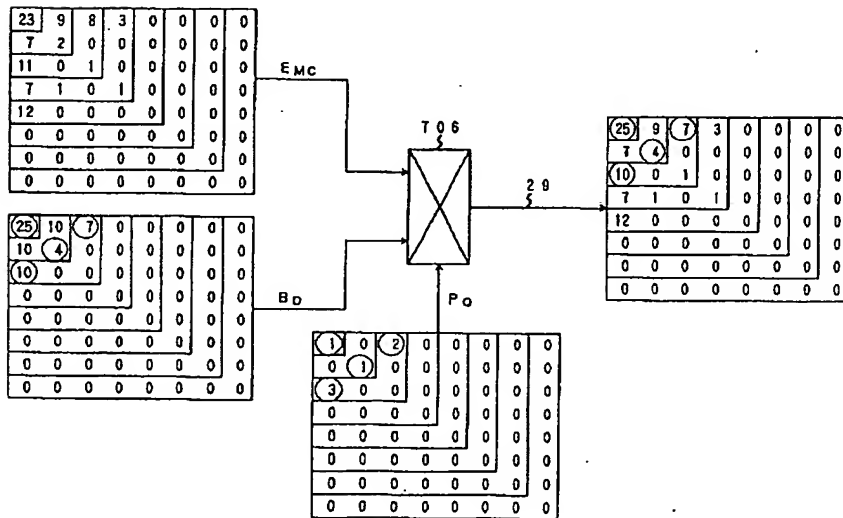 23 9 8 3 0 0 0 0
7 2 0 0 0 0 0 0
11 0 1 0 0 0 0 0
7 1 0 1 0 0 0 0
12 0 0 0 0 0 0 0
0 0 0 0 0 0 0 0
0 0 0 0 0 0 0 0
0 0 0 0 0 0 0 0
EMC
706
29
25 9 7 3 0 0 0 0
7 4 0 0 0 0 0 0
10 0 1 0 0 0 0 0
7 1 0 1 0 0 0 0
12 0 0 0 0 0 0 0
0 0 0 0 0 0 0 0
0 0 0 0 0 0 0 0
0 0 0 0 0 0 0 0
25 10 7 0 0 0 0 0
10 4 0 0 0 0 0 0
10 0 0 0 0 0 0 0
0 0 0 0 0 0 0 0
0 0 0 0 0 0 0 0
0 0 0 0 0 0 0 0
0 0 0 0 0 0 0 0
0 0 0 0 0 0 0 0
BD
PO
1 0 2 0 0 0 0 0
0 1 0 0 0 0 0 0
3 0 0 0 0 0 0 0
0 0 0 0 0 0 0 0
0 0 0 0 0 0 0 0
0 0 0 0 0 0 0 0
0 0 0 0 0 0 0 0
0 0 0 0 0 0 0 0